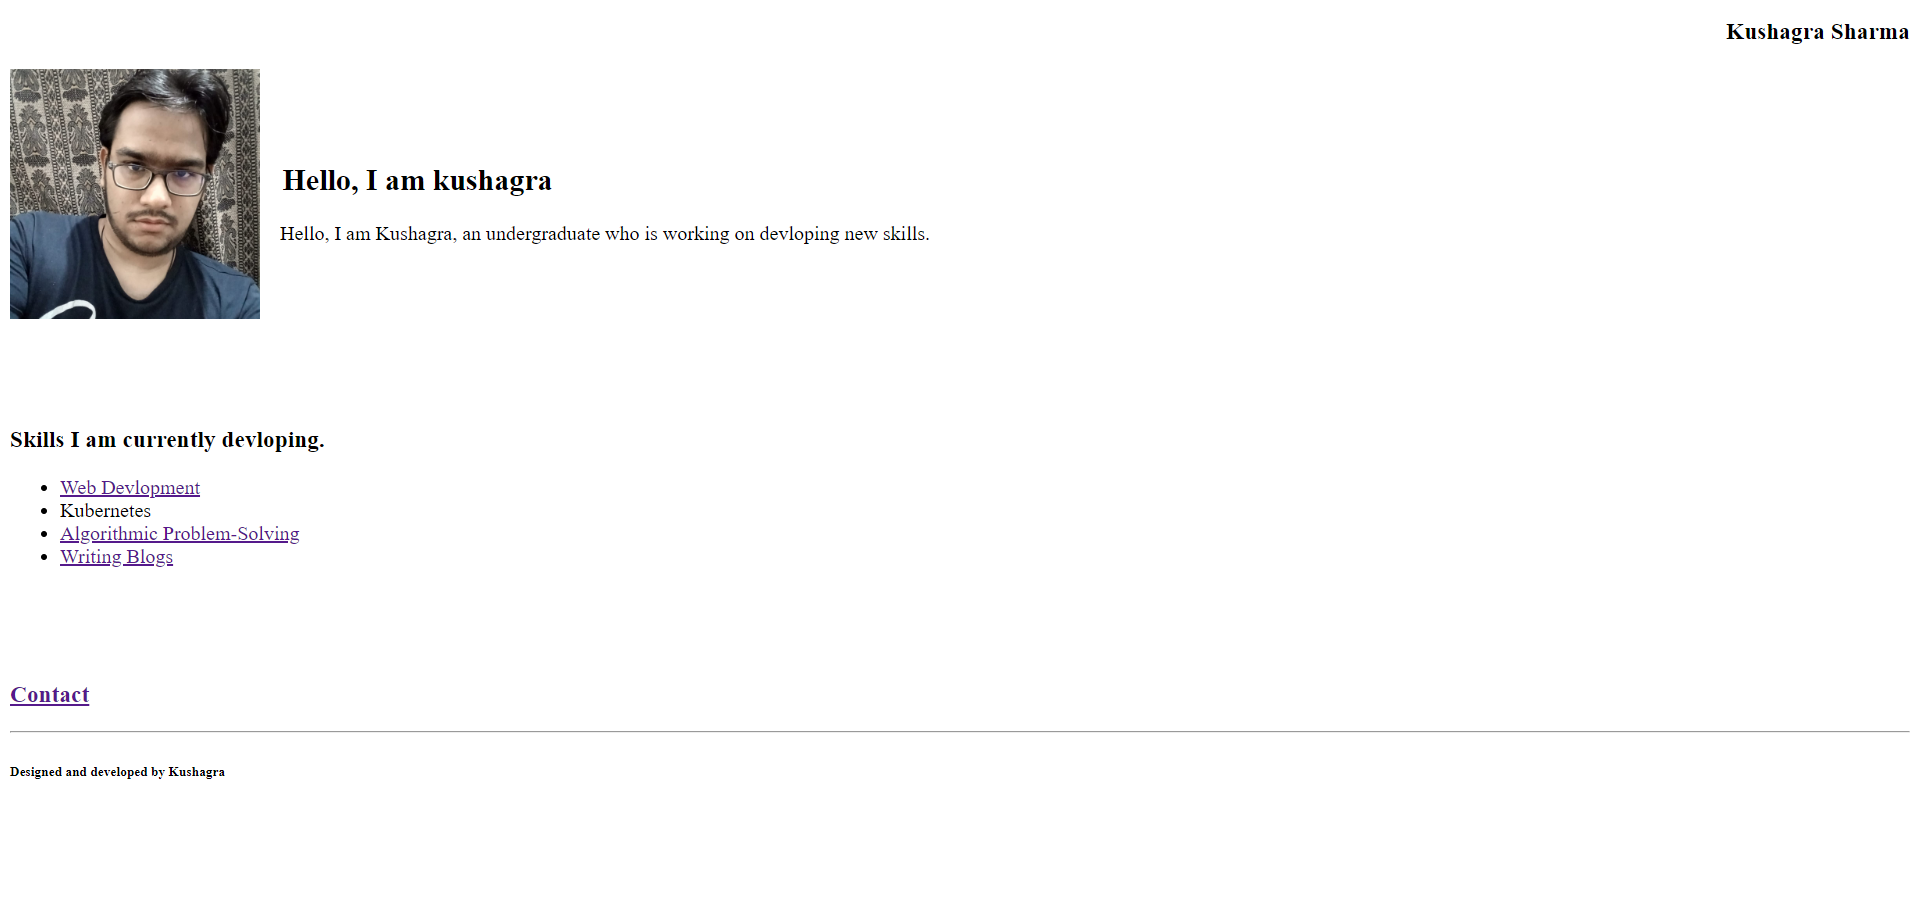 Kushagra Sharma
Hello, I am kushagra
Hello, I am Kushagra, an undergraduate who is working on devloping new skills.
Skills I am currently devloping.
Web Devlopment
Kubernetes
Algorithmic Problem-Solving
Writing Blogs
Contact
Designed and developed by Kushagra